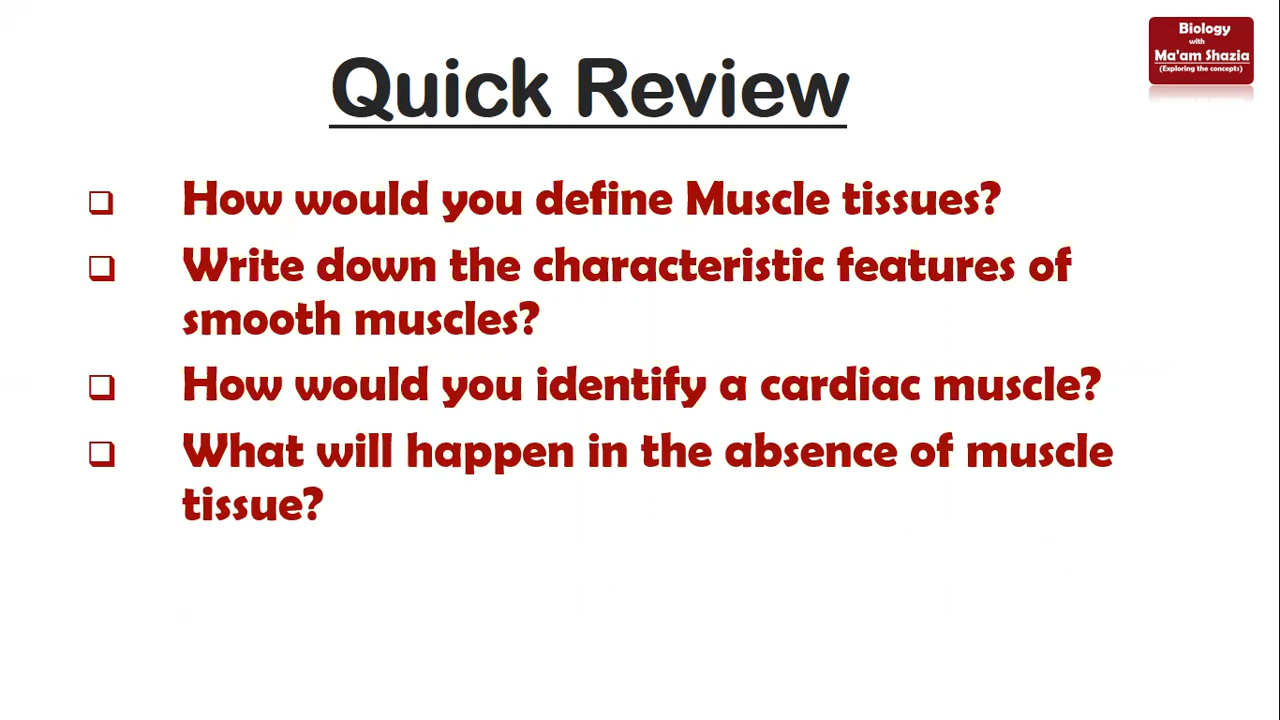 Biology
with
Ma'am Shazia
(Exploring the concepts)
Quick Review
How would you define Muscle tissues?
Write down the characteristic features of
smooth muscles?
How would you identify a cardiac muscle?
What will happen in the absence of muscle
tissue?